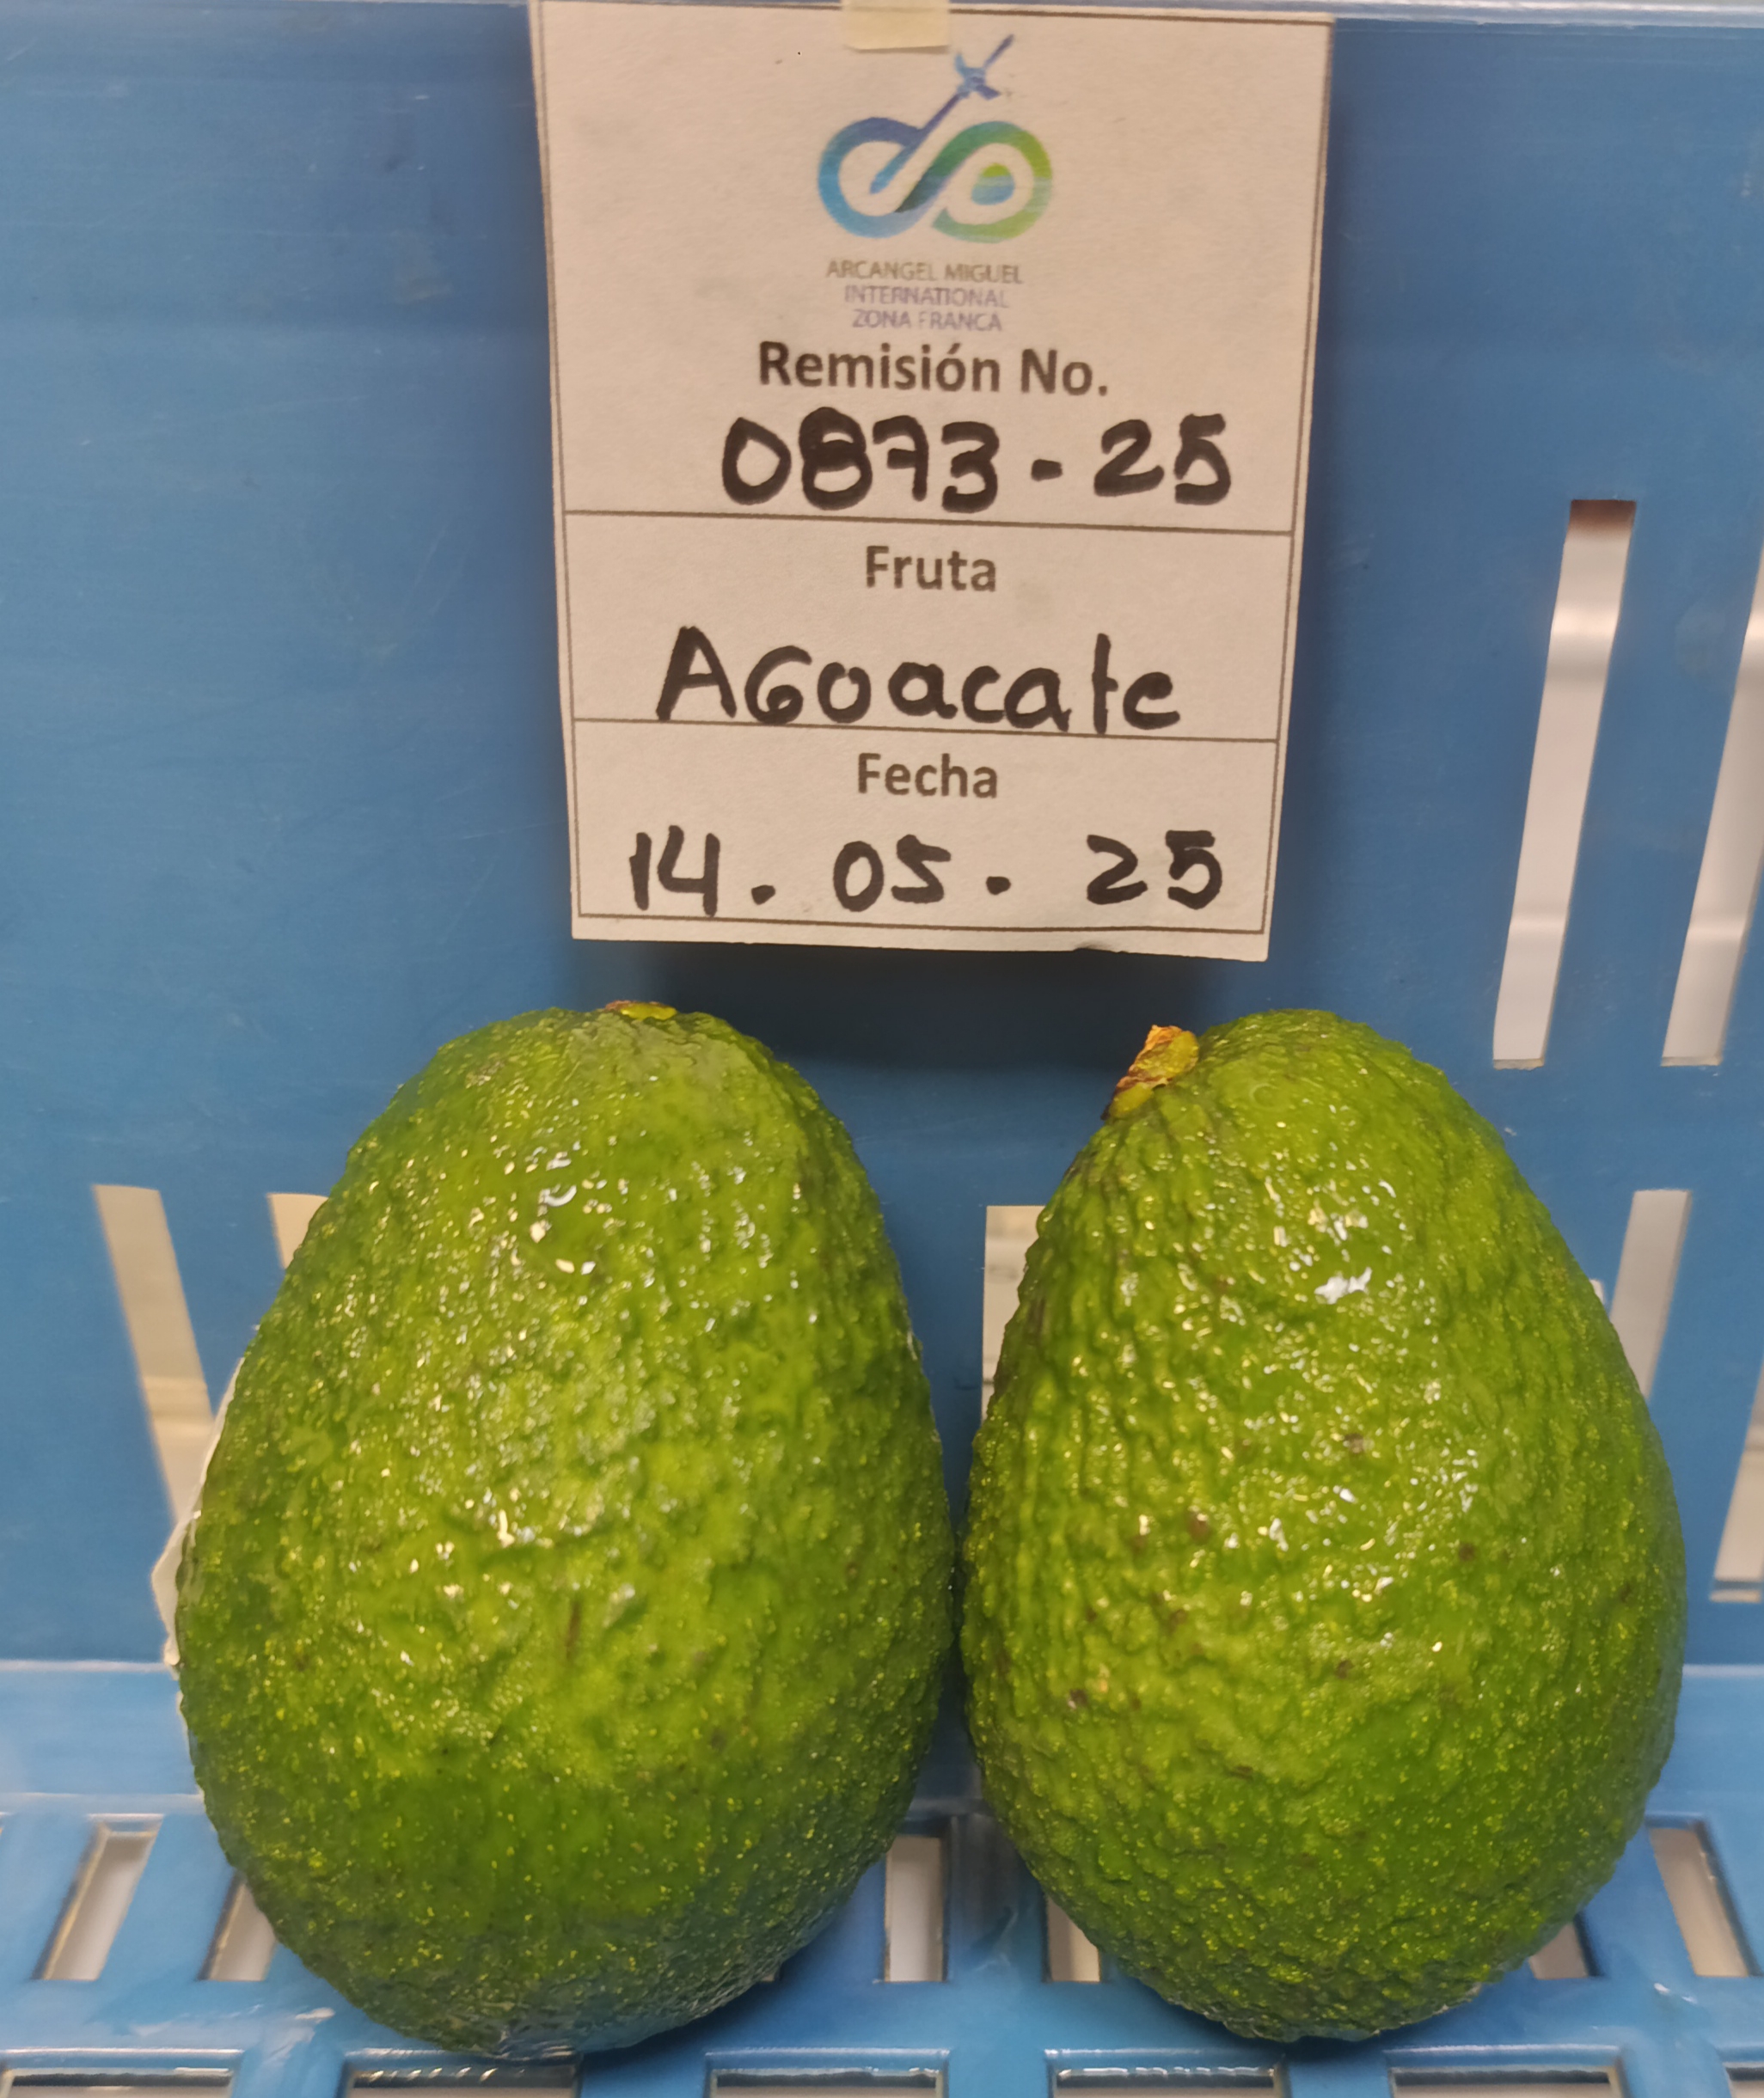 ARCANGEL MIGUEL
INTERNATIONAL
ZONA FRANCA
Remisión No.
0873-25
Fruta
AGOacate
Fecha
14. 05. 25